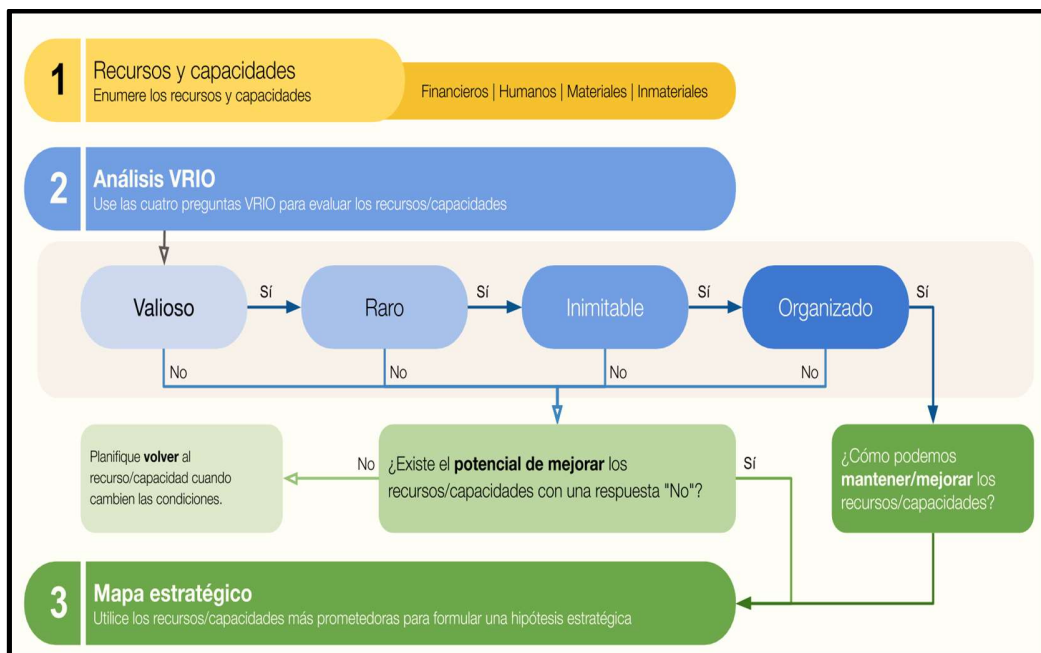 1
Recursos y capacidades
Enumere los recursos y capacidades
Financieros | Humanos | Materiales | Inmateriales
2
Análisis VRIO
Use las cuatro preguntas VRIO para evaluar los recursos/capacidades
Valioso
Sí
Raro
Sí
Inimitable
Sí
Organizado
Sí
No
No
No
No
Planifique volver al
recurso/capacidad cuando
cambien las condiciones.
No
¿Existe el potencial de mejorar los
recursos/capacidades con una respuesta "No"?
Sí
¿Cómo podemos
mantener/mejorar los
recursos/capacidades?
3
Mapa estratégico
Utilice los recursos/capacidades más prometedoras para formular una hipótesis estratégica